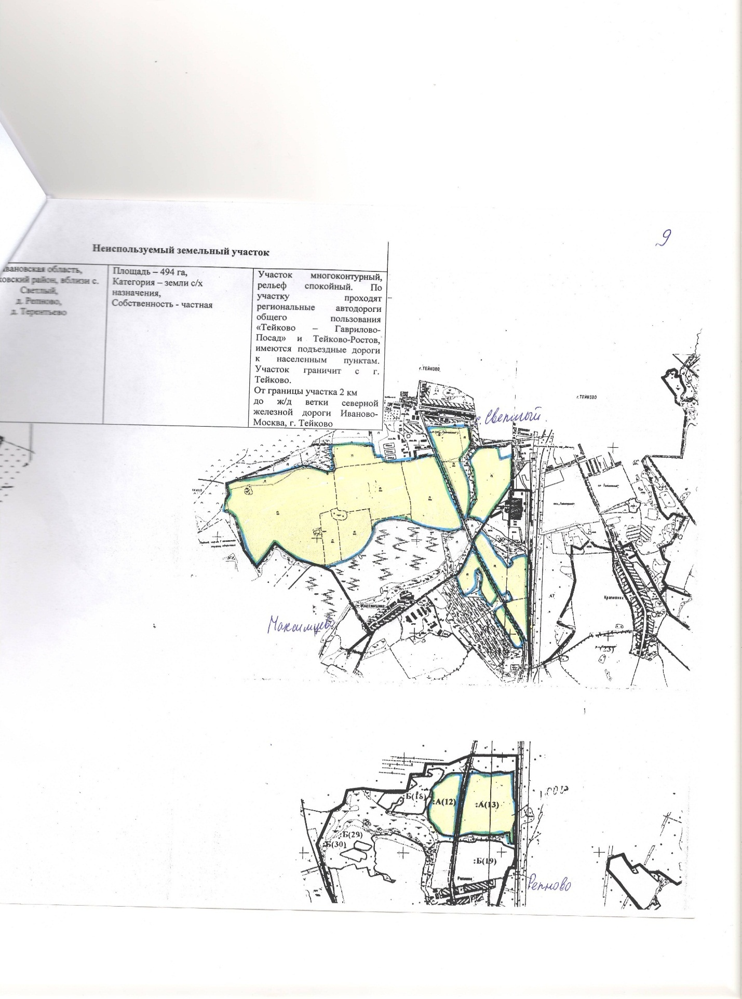 9
Неиспользуемый земельный участок
вановская область,
ковский район, вблизи с.
Светлый,
д. Репново,
д. Терентьево
Площадь – 494 га,
Категория – земли с/х
назначения,
Собственность - частная
Участок многоконтурный,
рельеф спокойный. По
участку проходят
региональные автодороги
общего пользования
«Тейково – Гаврилово-
Посад» и Тейково-Ростов,
имеются подъездные дороги
к населенным пунктам.
Участок граничит с г.
Тейково.
От границы участка 2 км
до ж/д ветки северной
железной дороги Иваново-
Москва, г. Тейково
г. ТЕЙКОВО
г. ТЕЙКОВО
с. Светлый.
Крапивник
Максимцево
Максимцево
:Б(18)
:А(12)
:А(13)
Б(29)
:Б(30)
:Б(19)
Репново
Репново